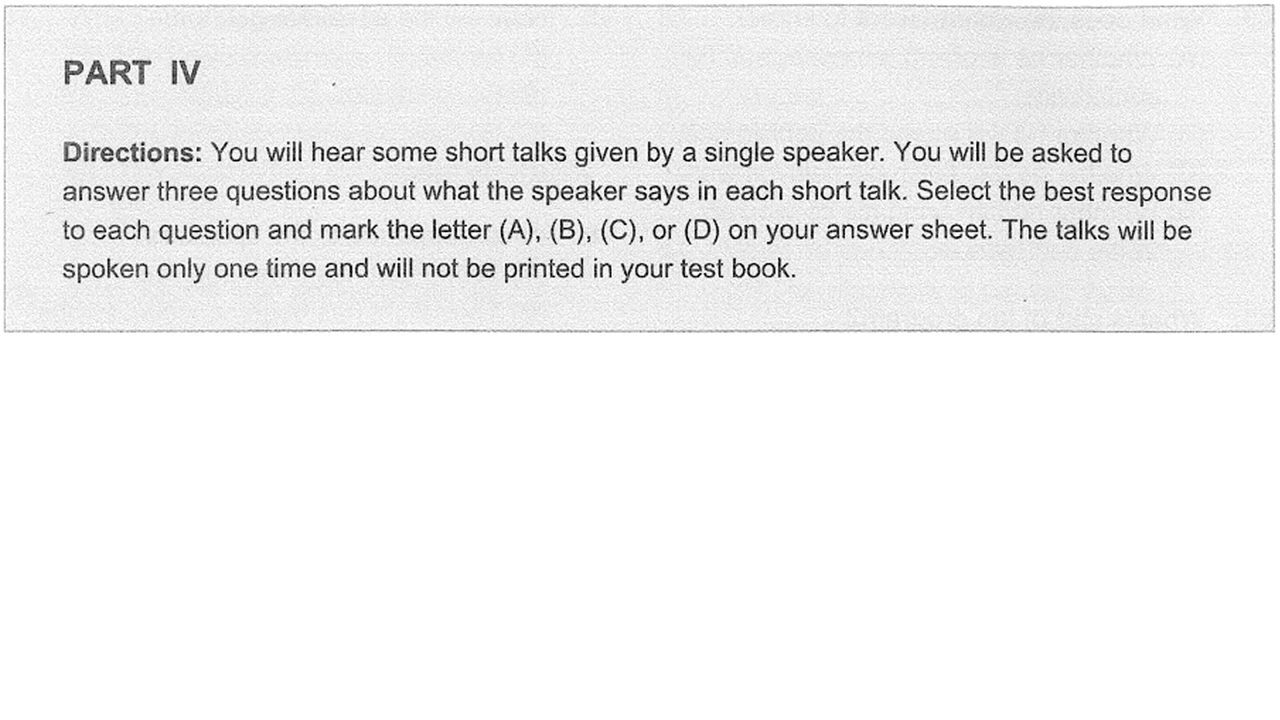 PART IV
Directions: You will hear some short talks given by a single speaker. You will be asked to
answer three questions about what the speaker says in each short talk. Select the best response
to each question and mark the letter (A), (B), (C), or (D) on your answer sheet. The talks will be
spoken only one time and will not be printed in your test book.